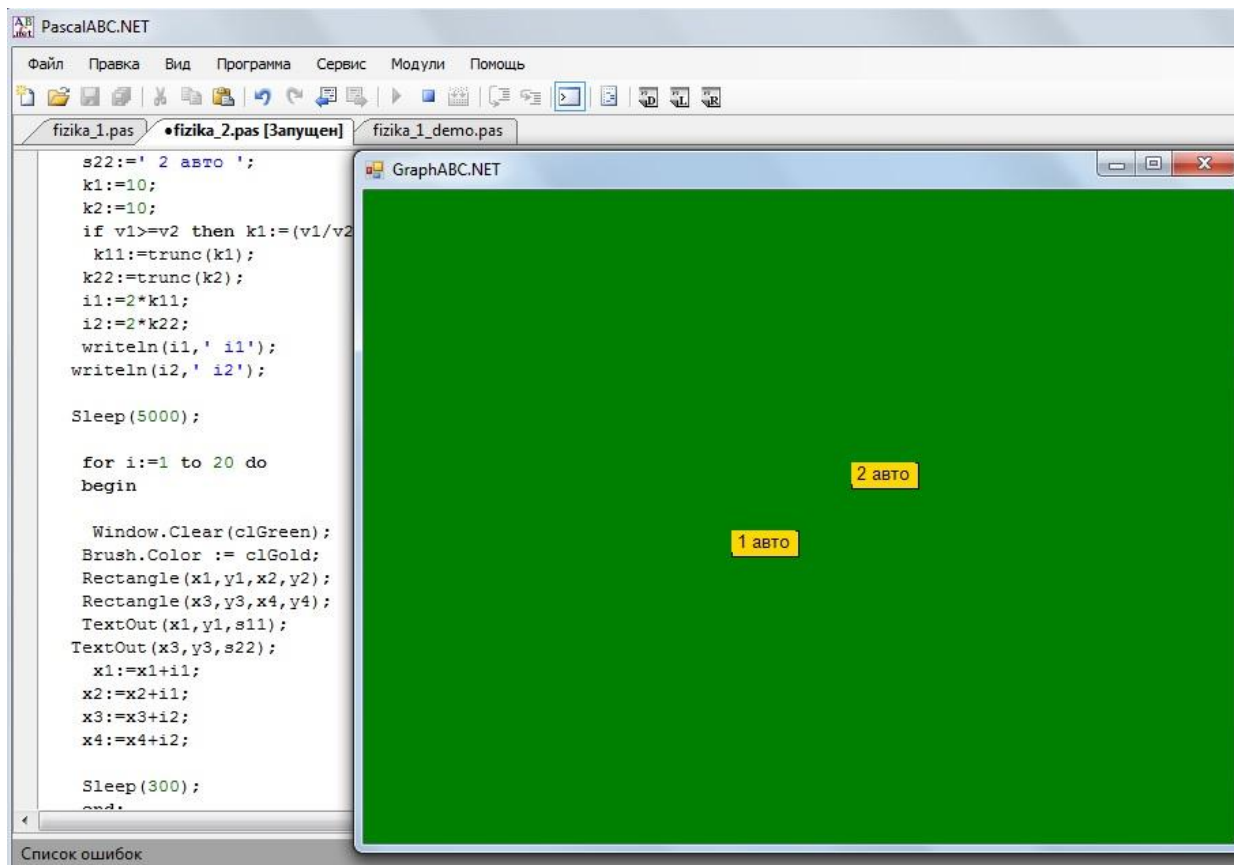 PascalABC.NET
Файл Правка Вид Программа Сервис Модули Помощь
fizika_1.pas •fizika_2.pas [Запущен] fizika_1_demo.pas
s22:=' 2 авто ';
k1:=10;
k2:=10;
if v1>=v2 then k1:=(v1/v2
k11:=trunc(k1);
k22:=trunc(k2);
i1:=2*k11;
i2:=2*k22;
writeln(i1,' i1');
writeln(i2,' i2');
Sleep(5000);
for i:=1 to 20 do
begin
Window.Clear(clGreen);
Brush.Color := clGold;
Rectangle(x1,y1,x2,y2);
Rectangle(x3,y3,x4,y4);
TextOut(x1,y1,s11);
TextOut(x3,y3,s22);
x1:=x1+i1;
x2:=x2+i1;
x3:=x3+i2;
x4:=x4+i2;
Sleep(300);
end;
Список ошибок
GraphABC.NET
2 авто
1 авто